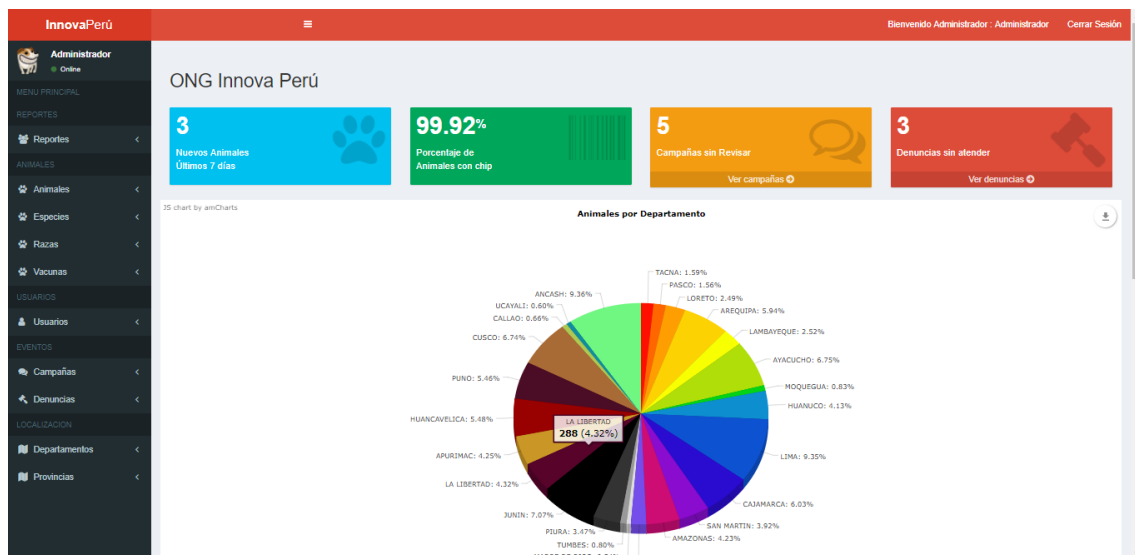 InnovaPerú
Bienvenido Administrador : Administrador
Cerrar Sesión
Administrador
Online
MENU PRINCIPAL
REPORTES
Reportes
ANIMALES
Animales
Especies
Razas
Vacunas
USUARIOS
Usuarios
EVENTOS
Campañas
Denuncias
LOCALIZACION
Departamentos
Provincias
ONG Innova Perú
3
Nuevos Animales
Últimos 7 días
99.92%
Porcentaje de
Animales con chip
5
Campañas sin Revisar
Ver campañas
3
Denuncias sin atender
Ver denuncias
JS chart by amCharts
Animales por Departamento
TACNA: 1.59%
PASCO: 1.56%
LORETO: 2.49%
AREQUIPA: 5.94%
LAMBAYEQUE: 2.52%
AYACUCHO: 6.75%
MOQUEGUA: 0.83%
HUANUCO: 4.13%
LIMA: 9.35%
CAJAMARCA: 6.03%
SAN MARTIN: 3.92%
AMAZONAS: 4.23%
ANCASH: 9.36%
UCAYALI: 0.60%
CALLAO: 0.66%
CUSCO: 6.74%
PUNO: 5.46%
HUANCAVELICA: 5.48%
LA LIBERTAD
288 (4.32%)
APURIMAC: 4.25%
LA LIBERTAD: 4.32%
JUNIN: 7.07%
PIURA: 3.47%
TUMBES: 0.80%